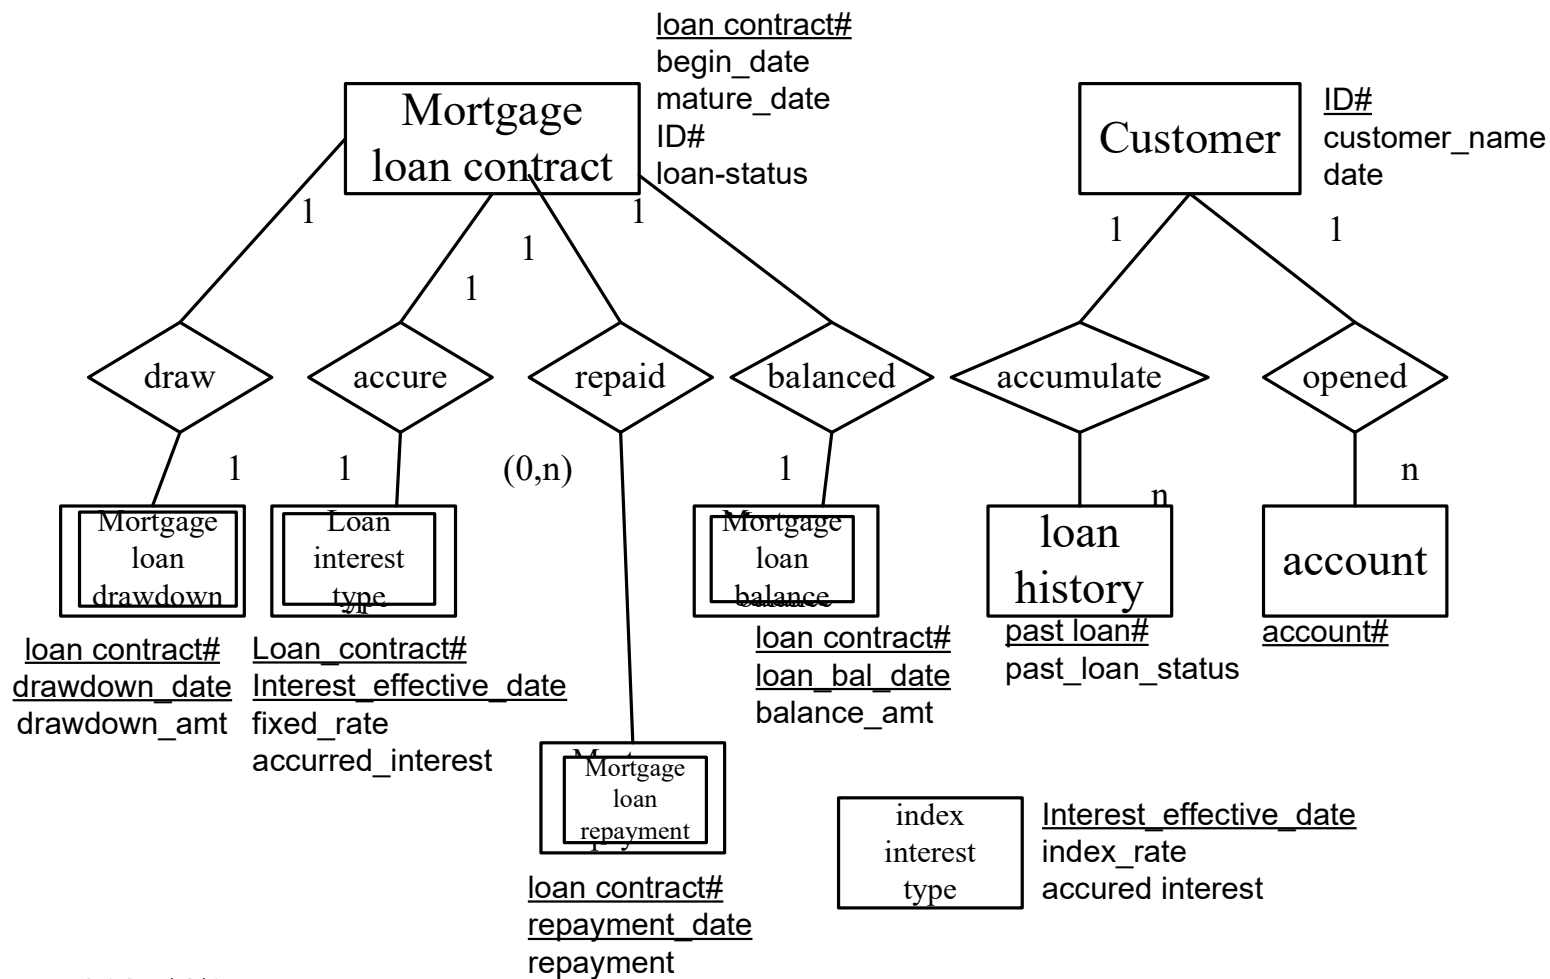 loan contract#
begin_date
mature_date
ID#
loan-status
Mortgage
loan contract
Customer
ID#
customer_name
date
1
1
1
1
1
1
draw
accure
repaid
balanced
accumulate
opened
1
1
(0,n)
1
n
n
Mortgage
loan
drawdown
Loan
interest
type
Mortgage
loan
balance
loan
history
account
loan contract#
drawdown_date
drawdown_amt
Loan_contract#
Interest_effective_date
fixed_rate
accurred_interest
loan contract#
loan_bal_date
balance_amt
past loan#
past_loan_status
account#
Mortgage
loan
repayment
loan contract#
repayment_date
repayment
index
interest
type
Interest_effective_date
index_rate
accured interest